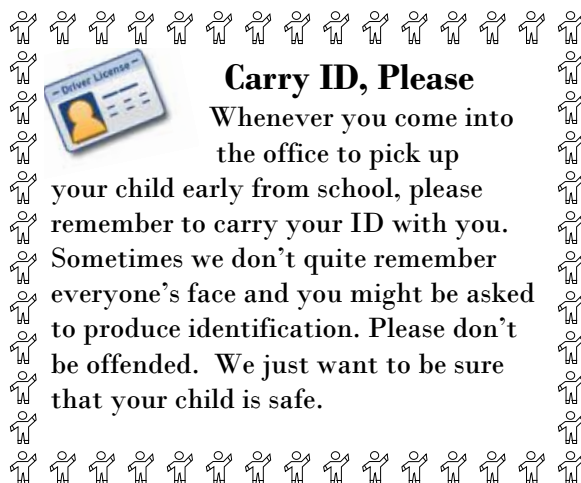 - Driver License -
Carry ID, Please
Whenever you come into
the office to pick up
your child early from school, please
remember to carry your ID with you.
Sometimes we don't quite remember
everyone's face and you might be asked
to produce identification. Please don't
be offended.  We just want to be sure
that your child is safe.